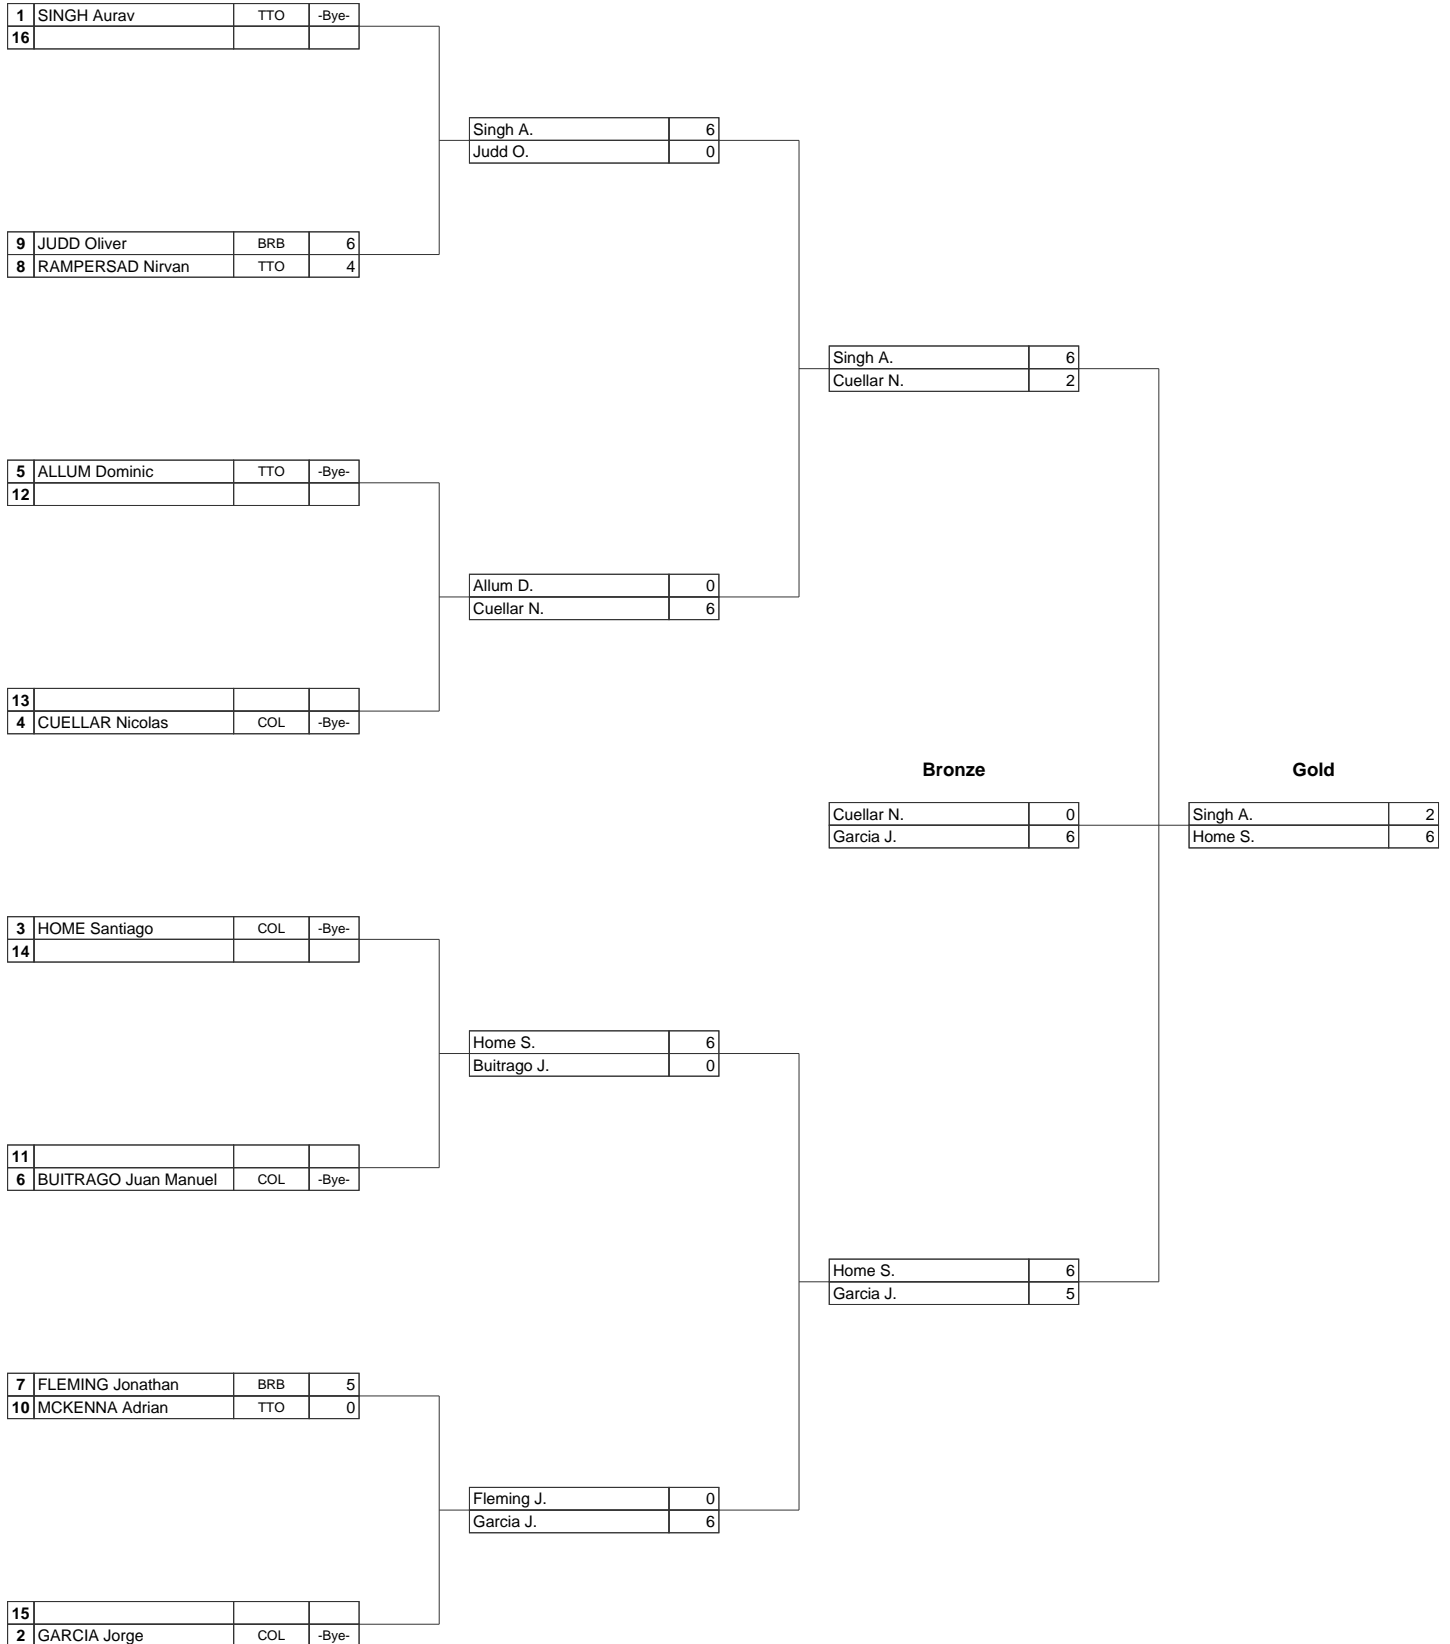 1 SINGH Aurav TTO -Bye-
16
Singh A. 6
Judd O. 0
9 JUDD Oliver BRB 6
8 RAMPERSAD Nirvan TTO 4
Singh A. 6
Cuellar N. 2
5 ALLUM Dominic TTO -Bye-
12
Allum D. 0
Cuellar N. 6
13
4 CUELLAR Nicolas COL -Bye-
Bronze
Gold
Cuellar N. 0
Garcia J. 6
Singh A. 2
Home S. 6
3 HOME Santiago COL -Bye-
14
Home S. 6
Buitrago J. 0
11
6 BUITRAGO Juan Manuel COL -Bye-
Home S. 6
Garcia J. 5
7 FLEMING Jonathan BRB 5
10 MCKENNA Adrian TTO 0
Fleming J. 0
Garcia J. 6
15
2 GARCIA Jorge COL -Bye-